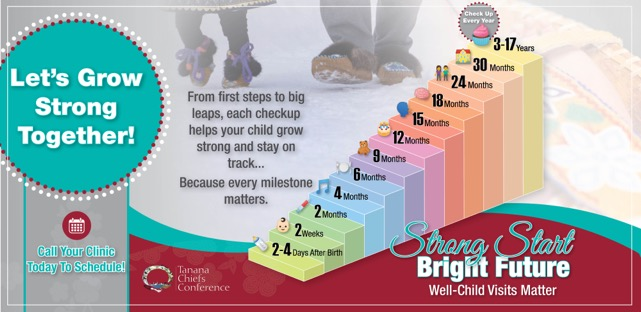 Let's Grow
Strong
Together!
Call Your Clinic
Today To Schedule!
From first steps to big
leaps, each checkup
helps your child grow
strong and stay on
track...
Because every milestone
matters.
Tanana
Chiefs
Conference
Check Up
Every Year
3-17 Years
30 Months
24 Months
18 Months
15 Months
12 Months
9 Months
6 Months
4 Months
2 Months
2 Weeks
2-4 Days After Birth
Strong Start
Bright Future
Well-Child Visits Matter